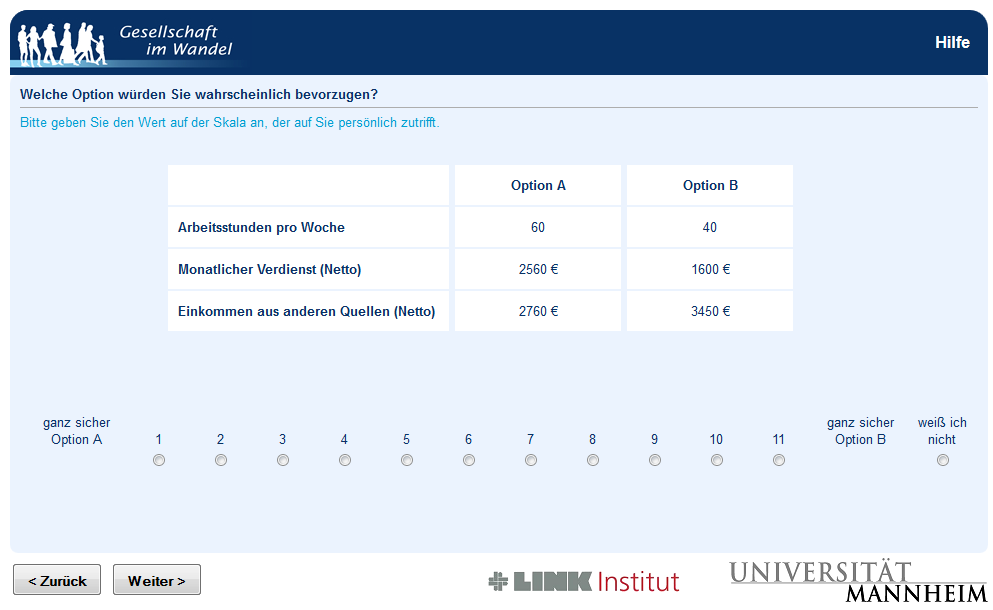 Gesellschaft
im Wandel
Hilfe
Welche Option würden Sie wahrscheinlich bevorzugen?
Bitte geben Sie den Wert auf der Skala an, der auf Sie persönlich zutrifft.
Option A Option B
Arbeitsstunden pro Woche 60 40
Monatlicher Verdienst (Netto) 2560 € 1600 €
Einkommen aus anderen Quellen (Netto) 2760 € 3450 €
ganz sicher ganz sicher weiß ich
Option A 1 2 3 4 5 6 7 8 9 10 11 Option B nicht
< Zurück Weiter >
LINK Institut
UNIVERSITÄT
MANNHEIM